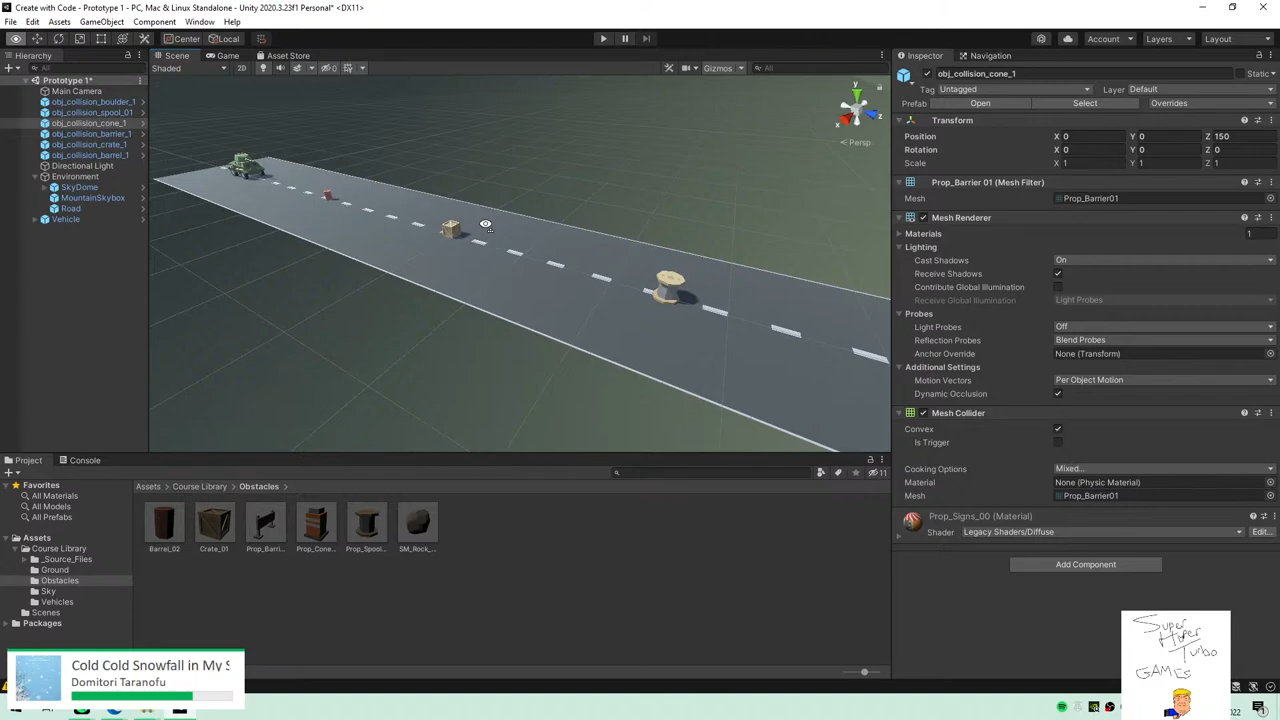 Create with Code - Prototype 1 - PC, Mac & Linux Standalone - Unity 2020.3.23f1 Personal* <DX11>
File Edit Assets GameObject Component Window Help
Center Local Account Layers Layout
Hierarchy Scene Game Asset Store Inspector Navigation
All Shaded 2D 0 Gizmos All
obj_collision_cone_1 Static
Prototype 1*
Main Camera
obj_collision_boulder_1
obj_collision_spool_01
obj_collision_cone_1
obj_collision_barrier_1
obj_collision_crate_1
obj_collision_barrel_1
Directional Light
Environment
SkyDome
MountainSkybox
Road
Vehicle
y
x
z
Persp
Tag Untagged Layer Default
Prefab Open Select Overrides
Transform
Position X 0 Y 0 Z 150
Rotation X 0 Y 0 Z 0
Scale X 1 Y 1 Z 1
Prop_Barrier 01 (Mesh Filter)
Mesh Prop_Barrier01
Mesh Renderer
Materials 1
Lighting
Cast Shadows On
Receive Shadows
Contribute Global Illumination
Receive Global Illumination Light Probes
Probes
Light Probes Off
Reflection Probes Blend Probes
Anchor Override None (Transform)
Additional Settings
Motion Vectors Per Object Motion
Dynamic Occlusion
Mesh Collider
Convex
Is Trigger
Cooking Options Mixed...
Material None (Physic Material)
Mesh Prop_Barrier01
Prop_Signs_00 (Material)
Shader Legacy Shaders/Diffuse Edit...
Add Component
Project Console
11
Favorites
All Materials
All Models
All Prefabs
Assets
Course Library
_Source_Files
Ground
Obstacles
Sky
Vehicles
Scenes
Packages
Assets Course Library Obstacles
Barrel_02 Crate_01 Prop_Barri... Prop_Cone... Prop_Spool... SM_Rock_...
Cold Cold Snowfall in My S
Domitori Taranofu
Super
Hyper
Turbo
GAMES
2022